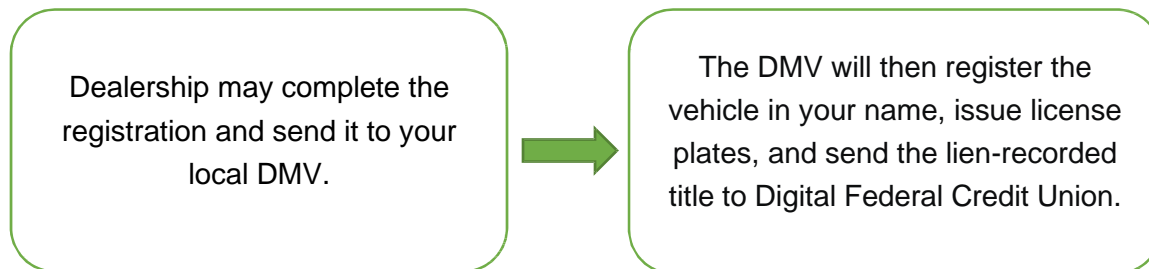 Dealership may complete the
registration and send it to your
local DMV.
The DMV will then register the
vehicle in your name, issue license
plates, and send the lien-recorded
title to Digital Federal Credit Union.